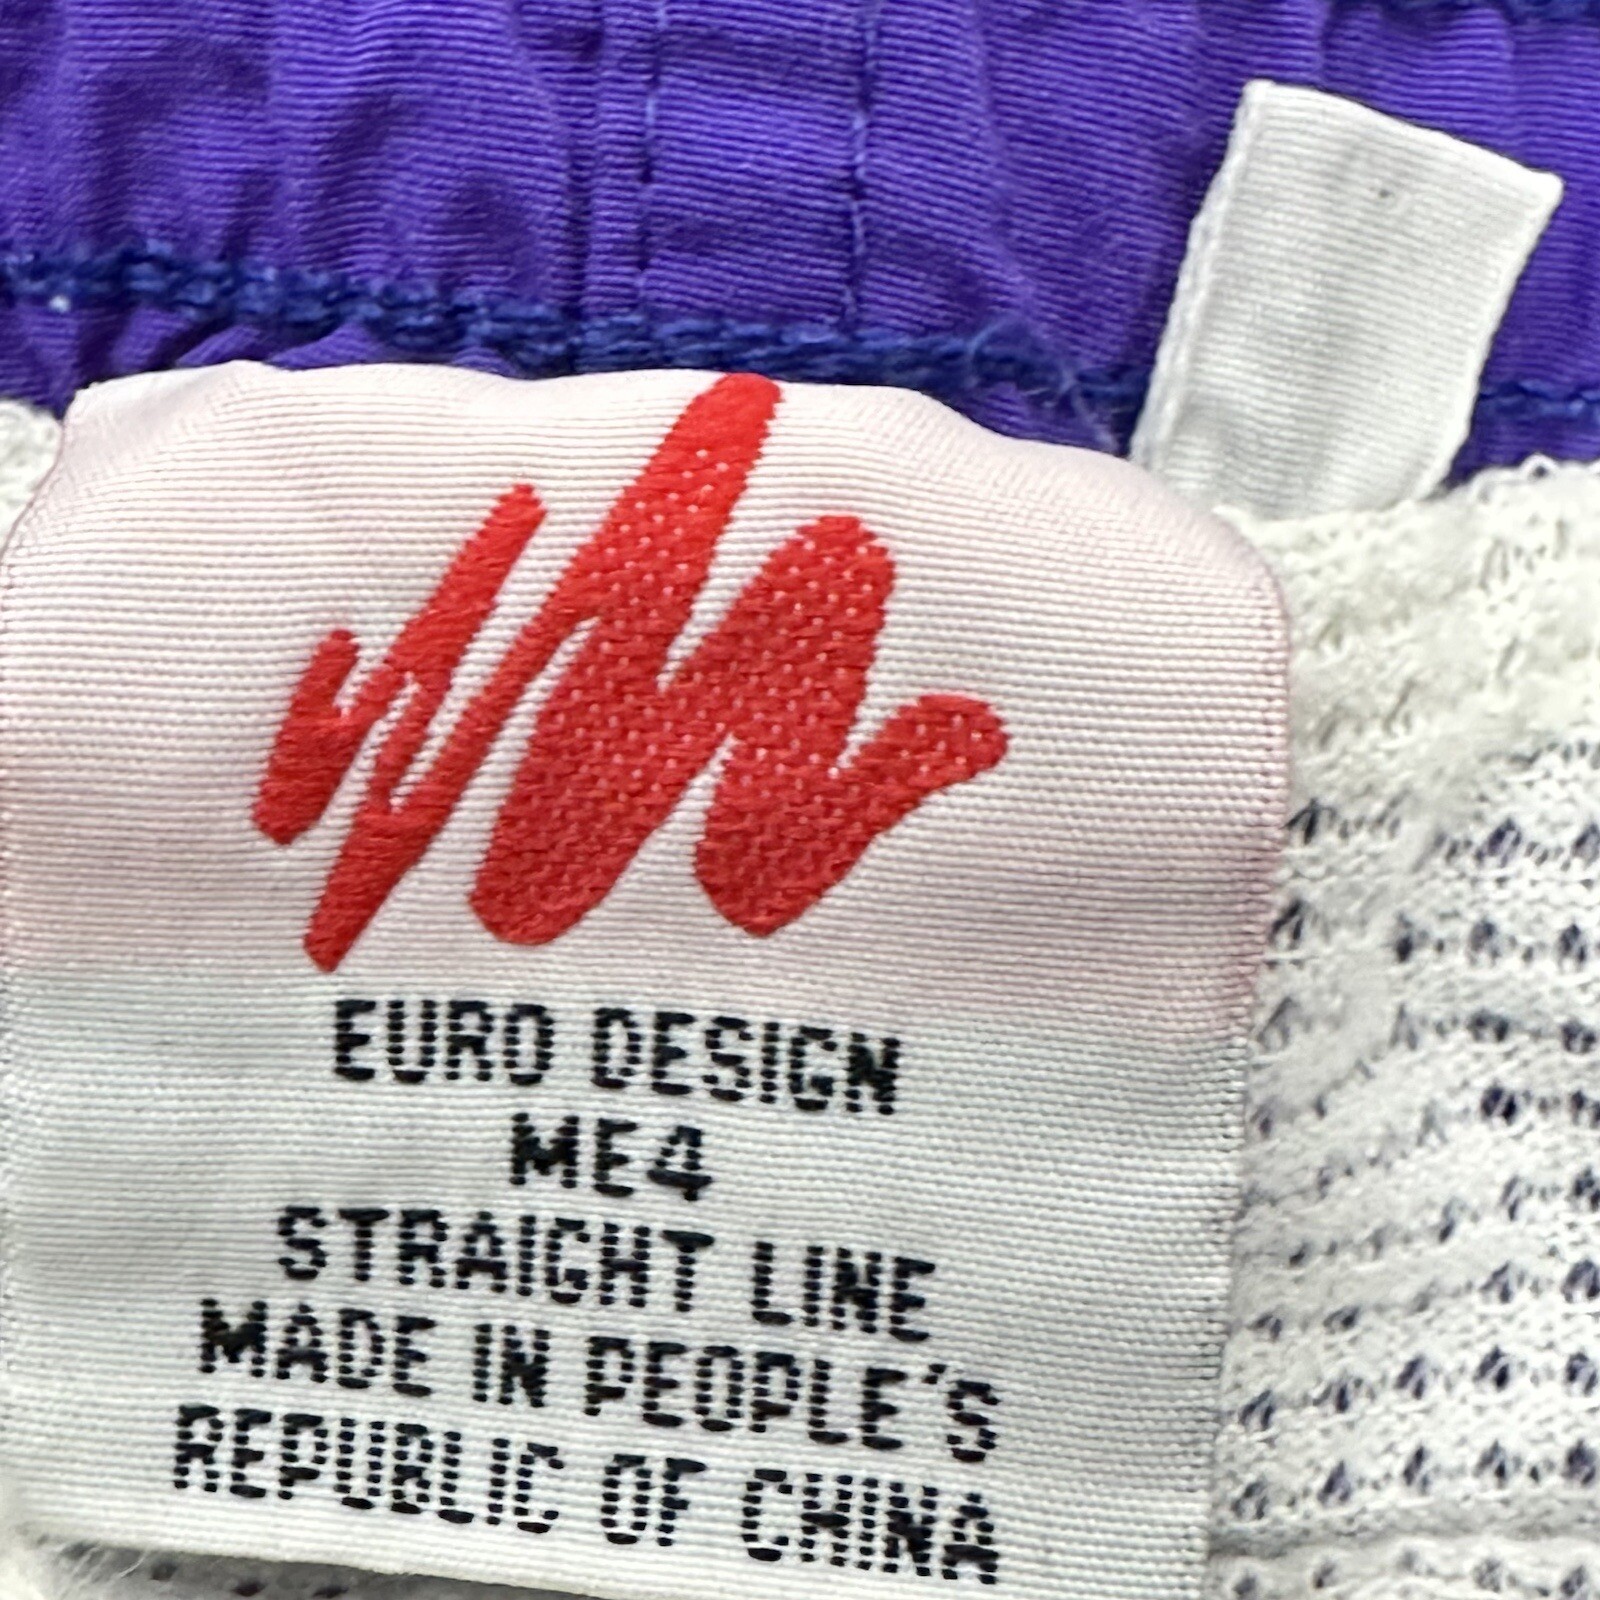 EURO DESIGN
ME4
STRAIGHT LINE
MADE IN PEOPLE'S
REPUBLIC OF CHINA